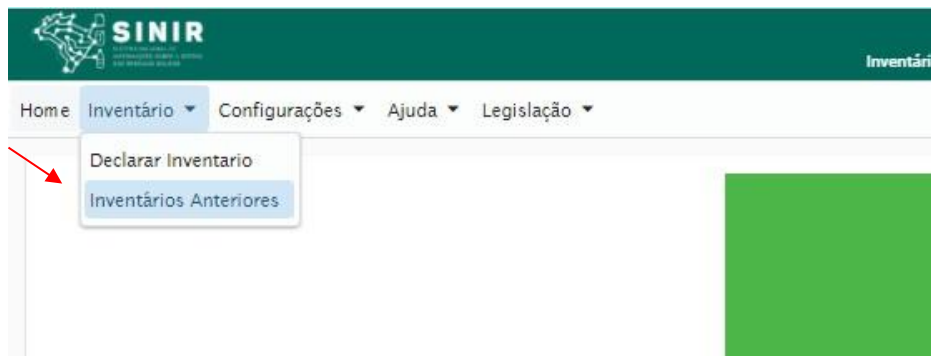 SINIR
Inventári
Home Inventário Configurações Ajuda Legislação
Declarar Inventario
Inventários Anteriores